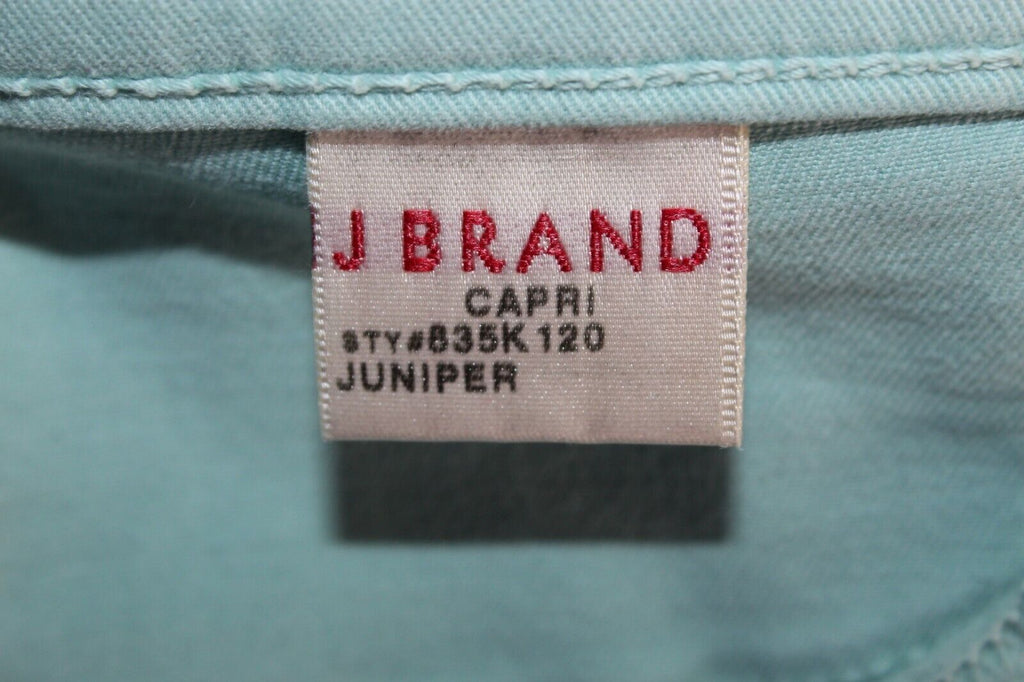 J BRAND
CAPRI
STY#835K120
JUNIPER